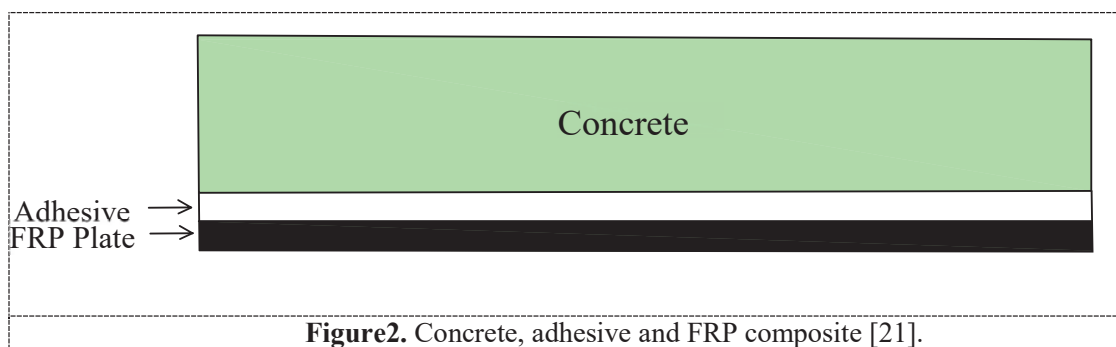 Concrete
Adhesive
FRP Plate
Figure2. Concrete, adhesive and FRP composite [21].